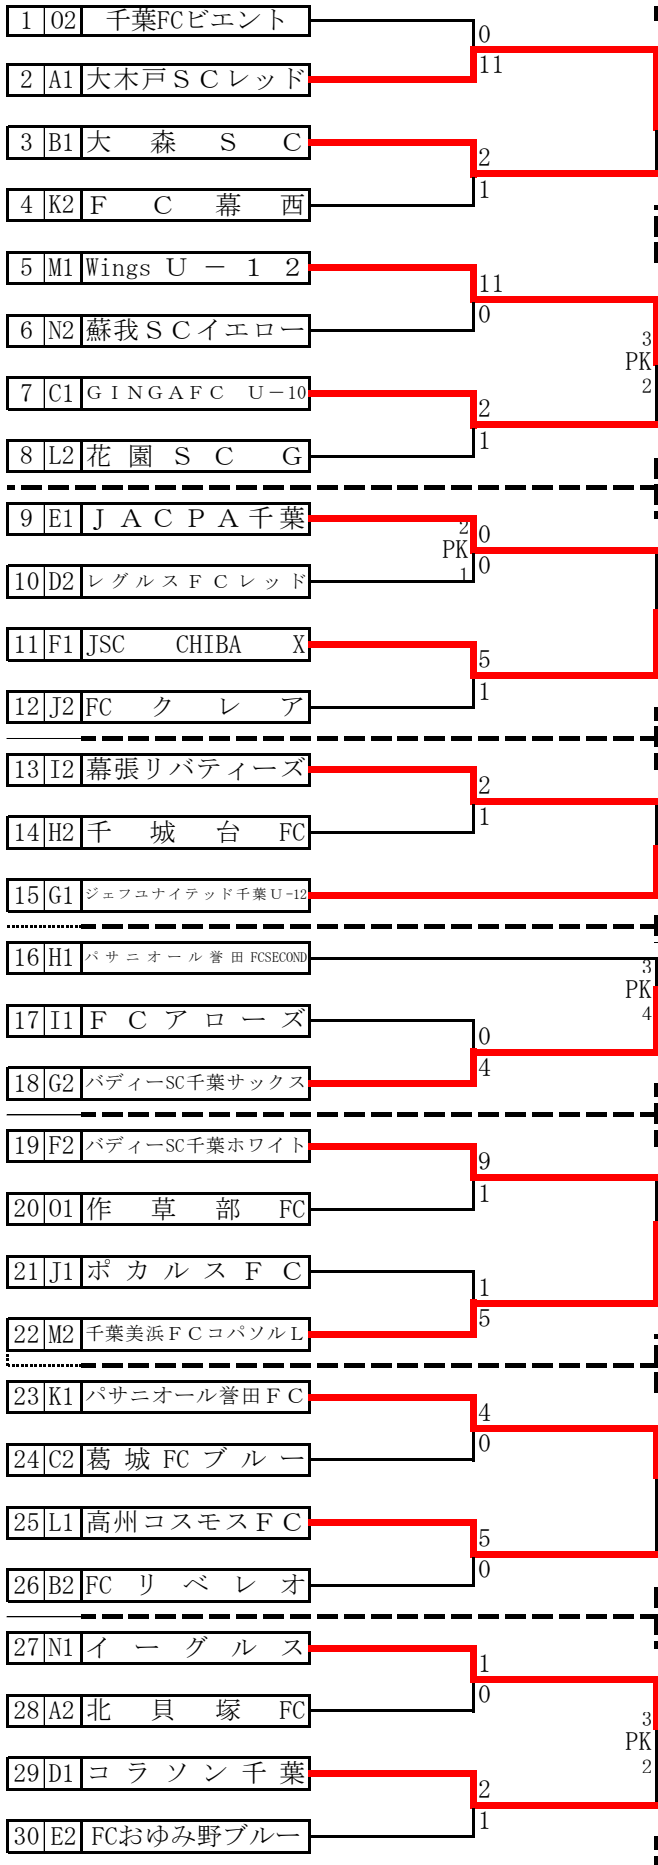 1 O2 千葉FCビエント
0
11
2 A1 大木戸ＳＣレッド
3 B1 大森ＳＣ
2
1
4 K2 ＦＣ幕西
5 M1 Wings Ｕ－１２
11
0
6 N2 蘇我ＳＣイエロー
3
PK
2
7 C1 ＧＩＮＧＡＦＣ Ｕ－10
2
1
8 L2 花園ＳＣ Ｇ
9 E1 ＪＡＣＰＡ千葉
2 0
PK
1 0
10 D2 レグルスＦＣレッド
11 F1 JSC CHIBA X
5
1
12 J2 FC クレア
13 I2 幕張リバティーズ
2
1
14 H2 千城台 FC
15 G1 ジェフユナイテッド千葉Ｕ-12
16 H1 パサニオール誉田 FCSECOND
3
PK
4
17 I1 ＦＣアローズ
0
4
18 G2 バディーSC千葉サックス
19 F2 バディーSC千葉ホワイト
9
1
20 O1 作草部 FC
21 J1 ポカルスＦＣ
1
5
22 M2 千葉美浜ＦＣコパソルＬ
23 K1 パサニオール誉田ＦＣ
4
0
24 C2 葛城 FC ブルー
25 L1 高州コスモスＦＣ
5
0
26 B2 FC リベレオ
27 N1 イーグルス
1
0
28 A2 北貝塚 FC
3
PK
2
29 D1 コラソン千葉
2
1
30 E2 FCおゆみ野ブルー